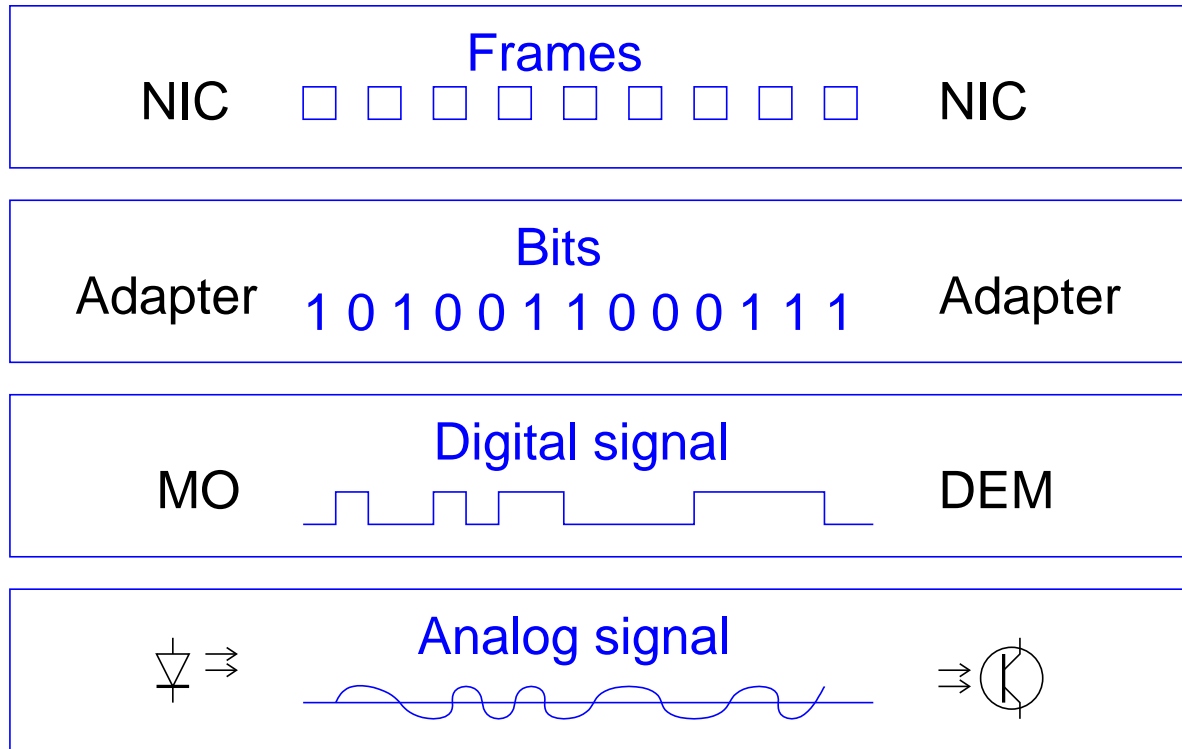 Frames
NIC NIC
Bits
Adapter 1 0 1 0 0 1 1 0 0 0 1 1 1 Adapter
Digital signal
MO DEM
Analog signal